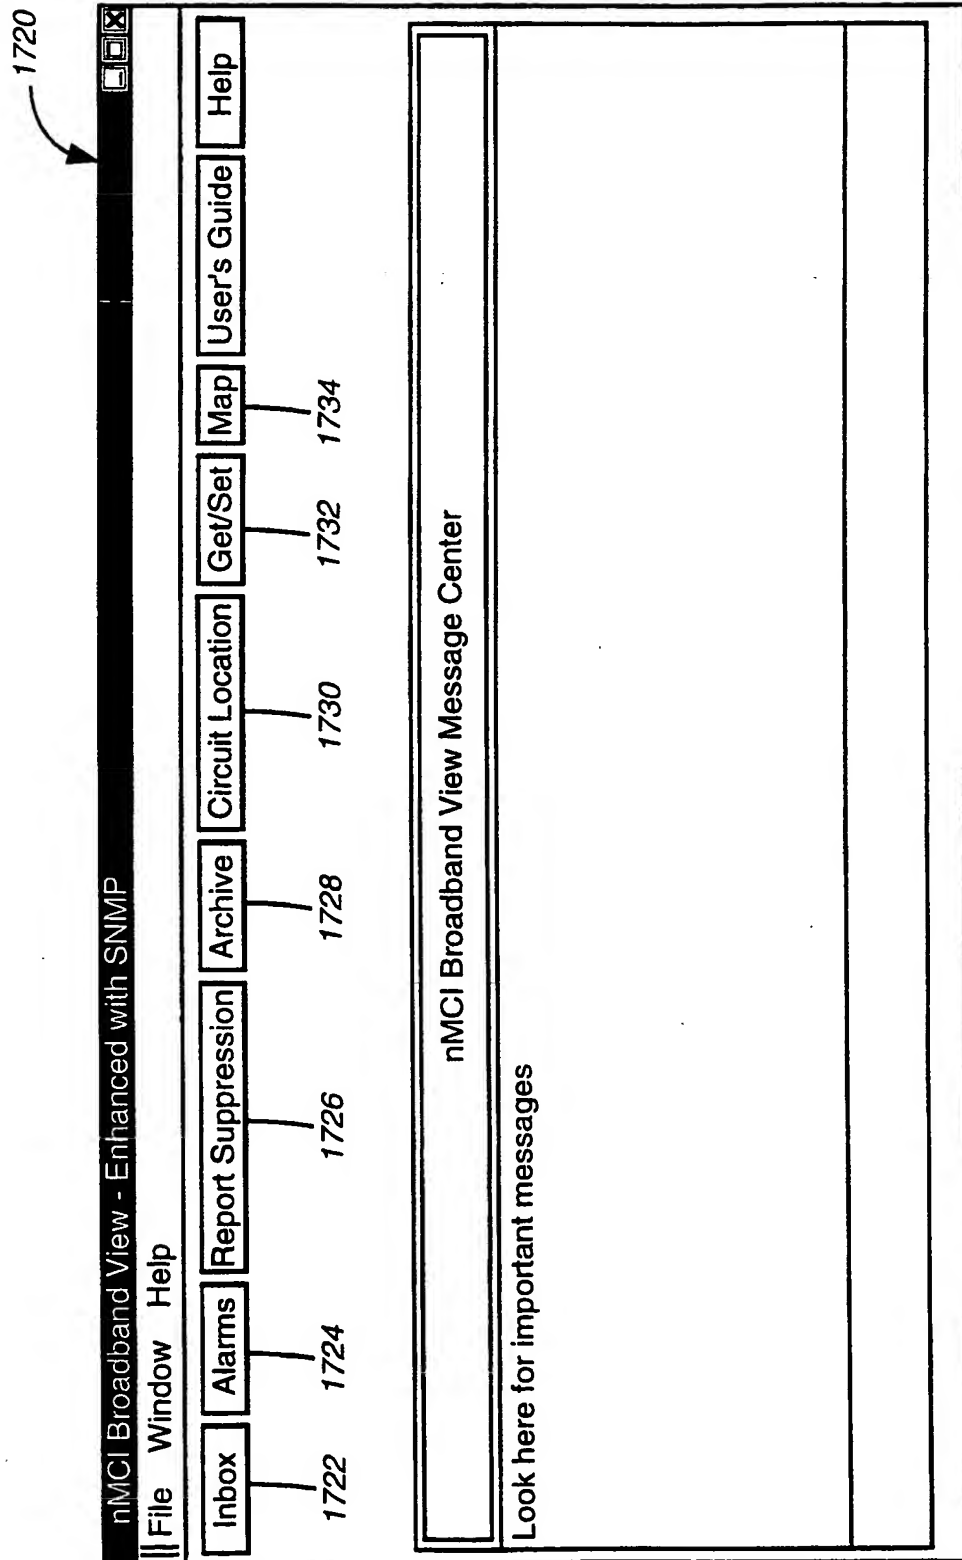 1720
nMCI Broadband View - Enhanced with SNMP
File Window Help
Inbox Alarms Report Suppression Archive Circuit Location Get/Set Map User's Guide Help
1722 1724 1726 1728 1730 1732 1734
nMCI Broadband View Message Center
Look here for important messages